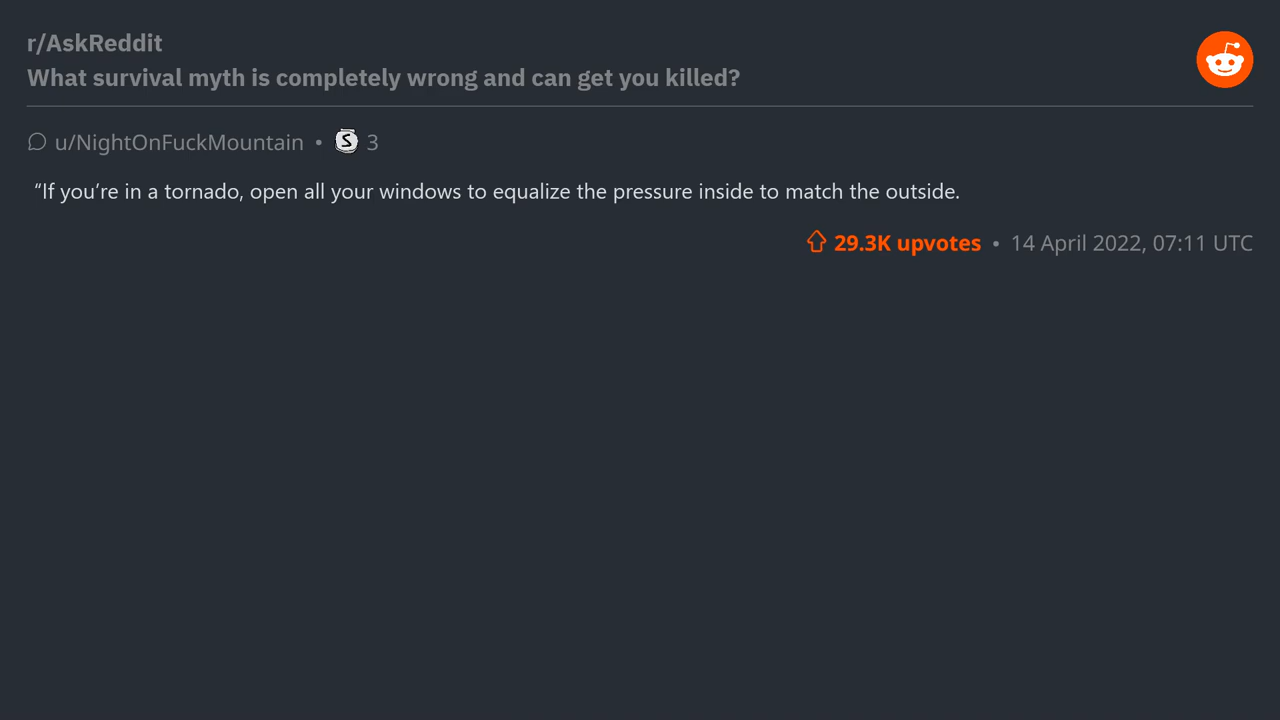 r/AskReddit
What survival myth is completely wrong and can get you killed?
u/NightOnFuckMountain • S 3
“If you’re in a tornado, open all your windows to equalize the pressure inside to match the outside.
29.3K upvotes • 14 April 2022, 07:11 UTC